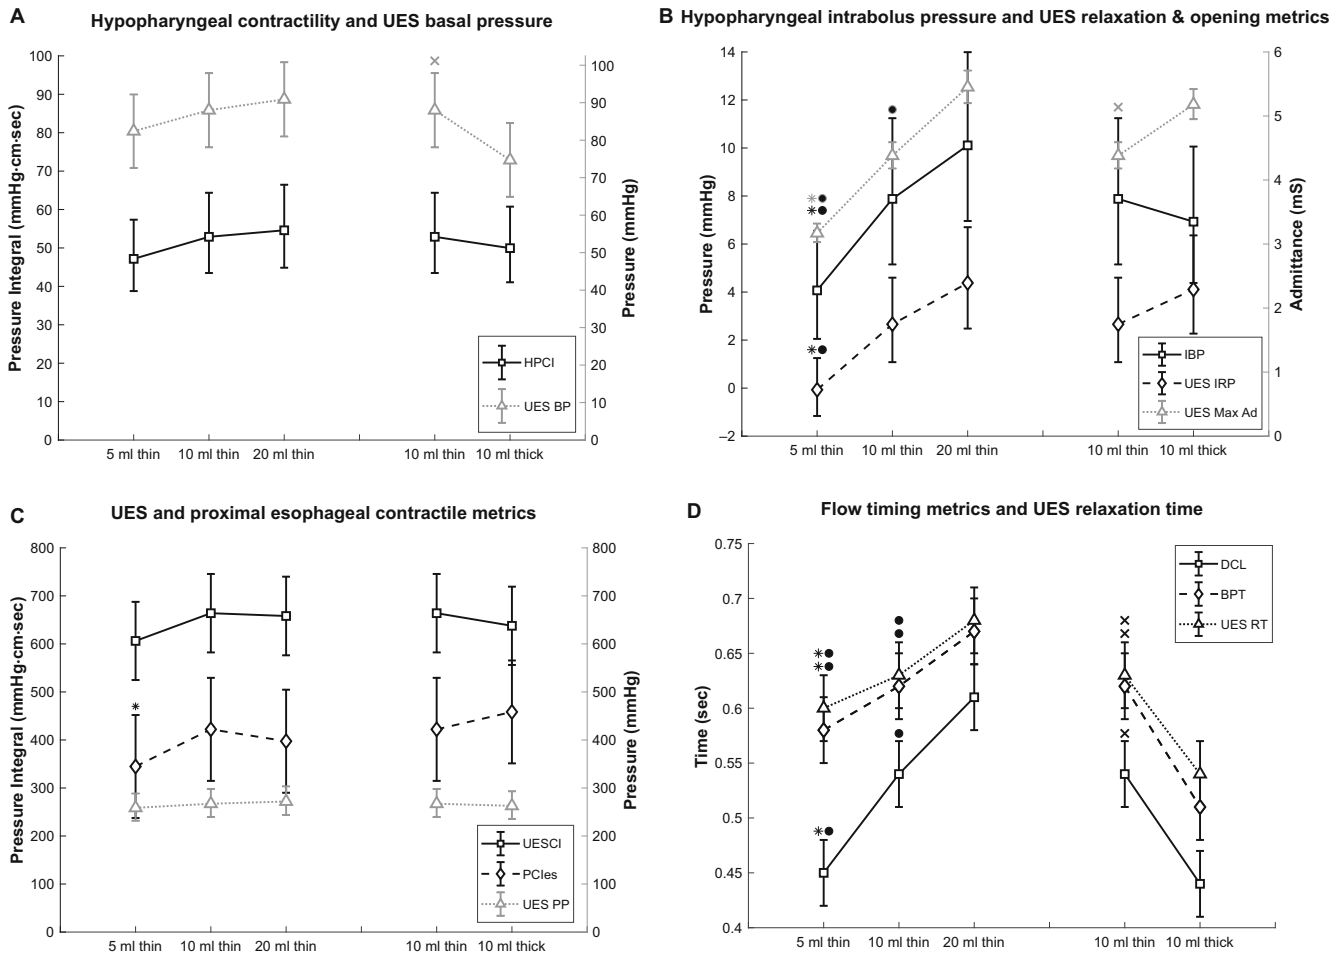 A
Hypopharyngeal contractility and UES basal pressure
Pressure Integral (mmHg·cm·sec)
100
90
80
70
60
50
40
30
20
10
0
Pressure (mmHg)
100
90
80
70
60
50
40
30
20
10
0
×
HPCI
UES BP
5 ml thin 10 ml thin 20 ml thin 10 ml thin 10 ml thick
B
Hypopharyngeal intrabolus pressure and UES relaxation & opening metrics
Pressure (mmHg)
14
12
10
8
6
4
2
0
–2
Admittance (mS)
6
5
4
3
2
1
0
●
×
*●
*●
*●
IBP
UES IRP
UES Max Ad
5 ml thin 10 ml thin 20 ml thin 10 ml thin 10 ml thick
C
UES and proximal esophageal contractile metrics
Pressure Integral (mmHg·cm·sec)
800
700
600
500
400
300
200
100
0
Pressure (mmHg)
800
700
600
500
400
300
200
100
0
*
UESCI
PCIes
UES PP
5 ml thin 10 ml thin 20 ml thin 10 ml thin 10 ml thick
D
Flow timing metrics and UES relaxation time
Time (sec)
0.75
0.7
0.65
0.6
0.55
0.5
0.45
0.4
DCL
BPT
UES RT
● ×
● ×
*●
*●
● ×
*●
5 ml thin 10 ml thin 20 ml thin 10 ml thin 10 ml thick